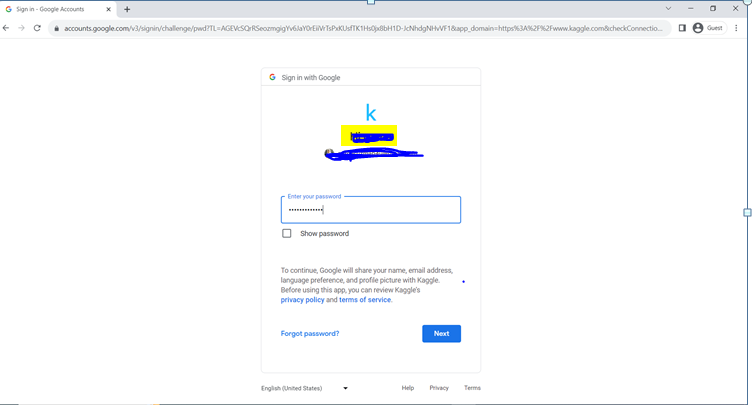 Sign in - Google Accounts
accounts.google.com/v3/signin/challenge/pwd?TL=AGEVcSQrRSeozmgigYv6JaY0rEiiVrTsPxKUsfTK1Hs0jx8bH1D-JcNhdgNHvVF1&app_domain=https%3A%2F%2Fwww.kaggle.com&checkConnectio...
Guest
Sign in with Google
k
Enter your password
•••••••••••••
Show password
To continue, Google will share your name, email address,
language preference, and profile picture with Kaggle.
Before using this app, you can review Kaggle's
privacy policy and terms of service.
Forgot password?
Next
English (United States)
Help Privacy Terms